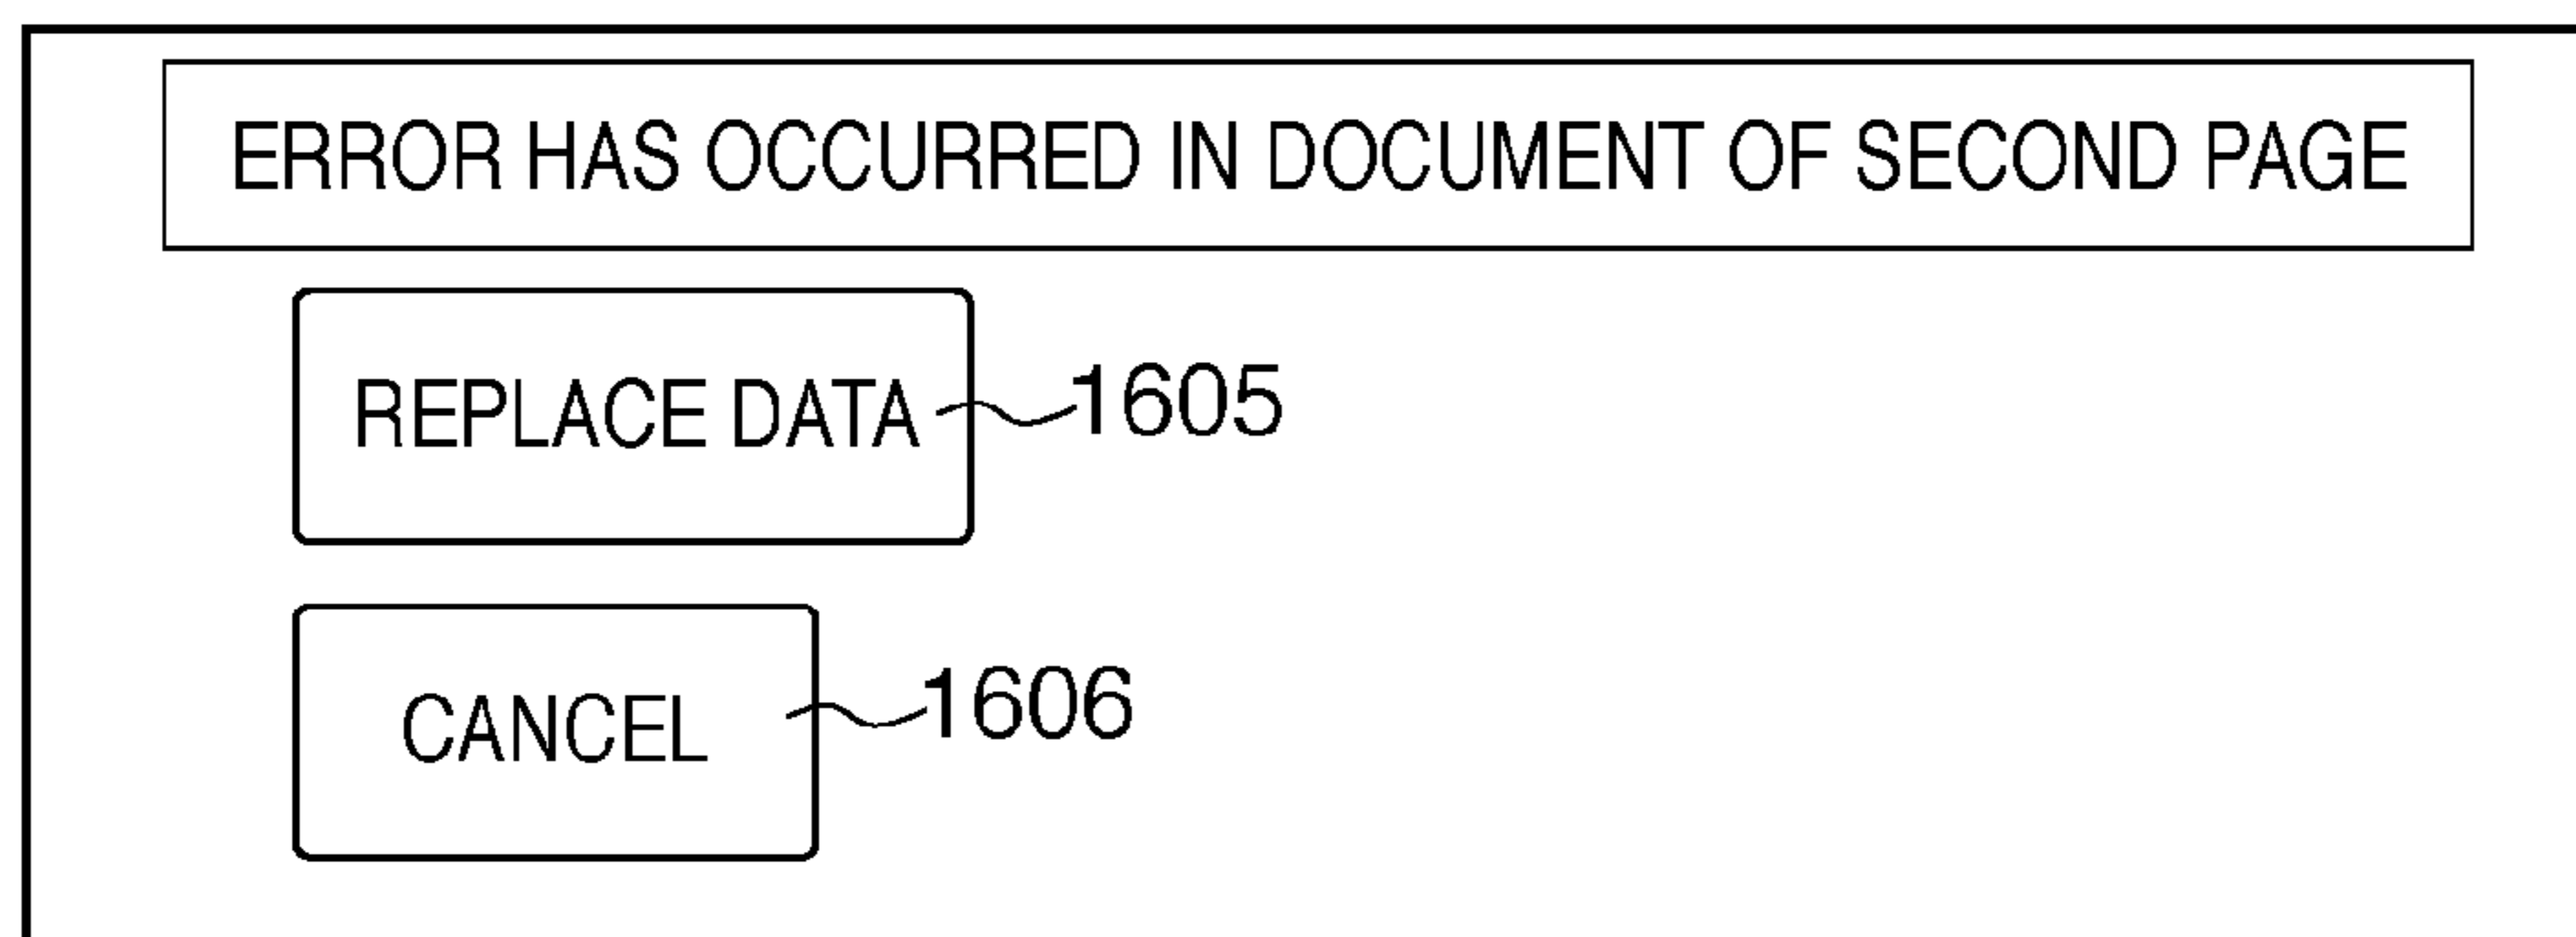 ERROR HAS OCCURRED IN DOCUMENT OF SECOND PAGE
REPLACE DATA 1605
CANCEL 1606